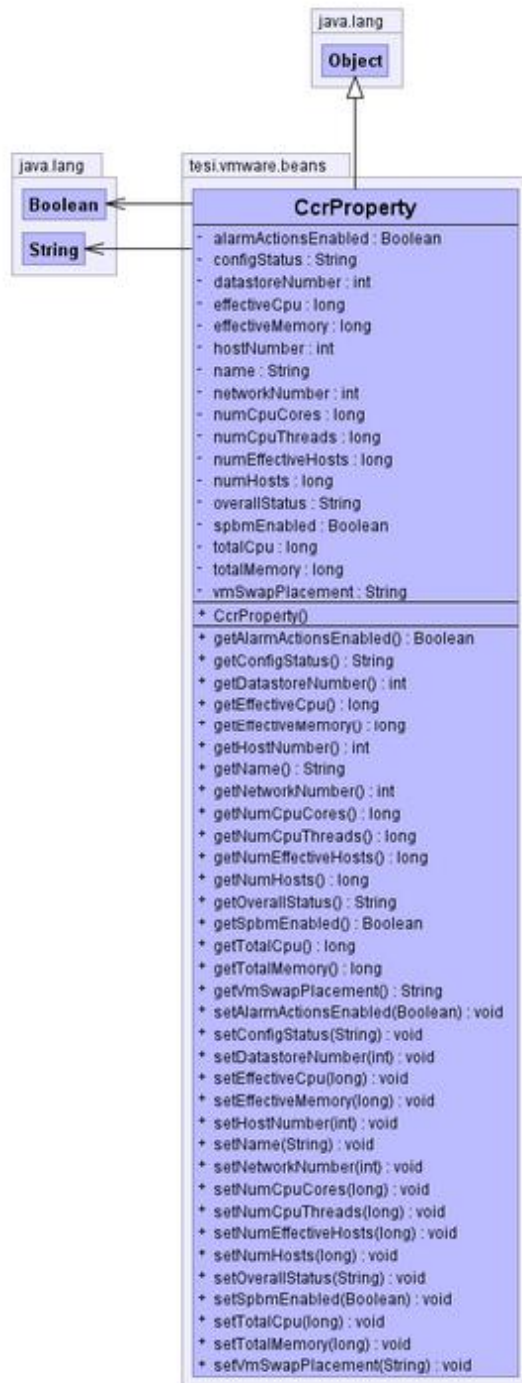 java.lang
Object
java.lang
Boolean
String
tesi.vmware.beans
CcrProperty
- alarmActionsEnabled : Boolean
- configStatus : String
- datastoreNumber : int
- effectiveCpu : long
- effectiveMemory : long
- hostNumber : int
- name : String
- networkNumber : int
- numCpuCores : long
- numCpuThreads : long
- numEffectiveHosts : long
- numHosts : long
- overallStatus : String
- spbmEnabled : Boolean
- totalCpu : long
- totalMemory : long
- vmSwapPlacement : String
+ CcrProperty()
+ getAlarmActionsEnabled() : Boolean
+ getConfigStatus() : String
+ getDatastoreNumber() : int
+ getEffectiveCpu() : long
+ getEffectiveMemory() : long
+ getHostNumber() : int
+ getName() : String
+ getNetworkNumber() : int
+ getNumCpuCores() : long
+ getNumCpuThreads() : long
+ getNumEffectiveHosts() : long
+ getNumHosts() : long
+ getOverallStatus() : String
+ getSpbmEnabled() : Boolean
+ getTotalCpu() : long
+ getTotalMemory() : long
+ getVmSwapPlacement() : String
+ setAlarmActionsEnabled(Boolean) : void
+ setConfigStatus(String) : void
+ setDatastoreNumber(int) : void
+ setEffectiveCpu(long) : void
+ setEffectiveMemory(long) : void
+ setHostNumber(int) : void
+ setName(String) : void
+ setNetworkNumber(int) : void
+ setNumCpuCores(long) : void
+ setNumCpuThreads(long) : void
+ setNumEffectiveHosts(long) : void
+ setNumHosts(long) : void
+ setOverallStatus(String) : void
+ setSpbmEnabled(Boolean) : void
+ setTotalCpu(long) : void
+ setTotalMemory(long) : void
+ setVmSwapPlacement(String) : void